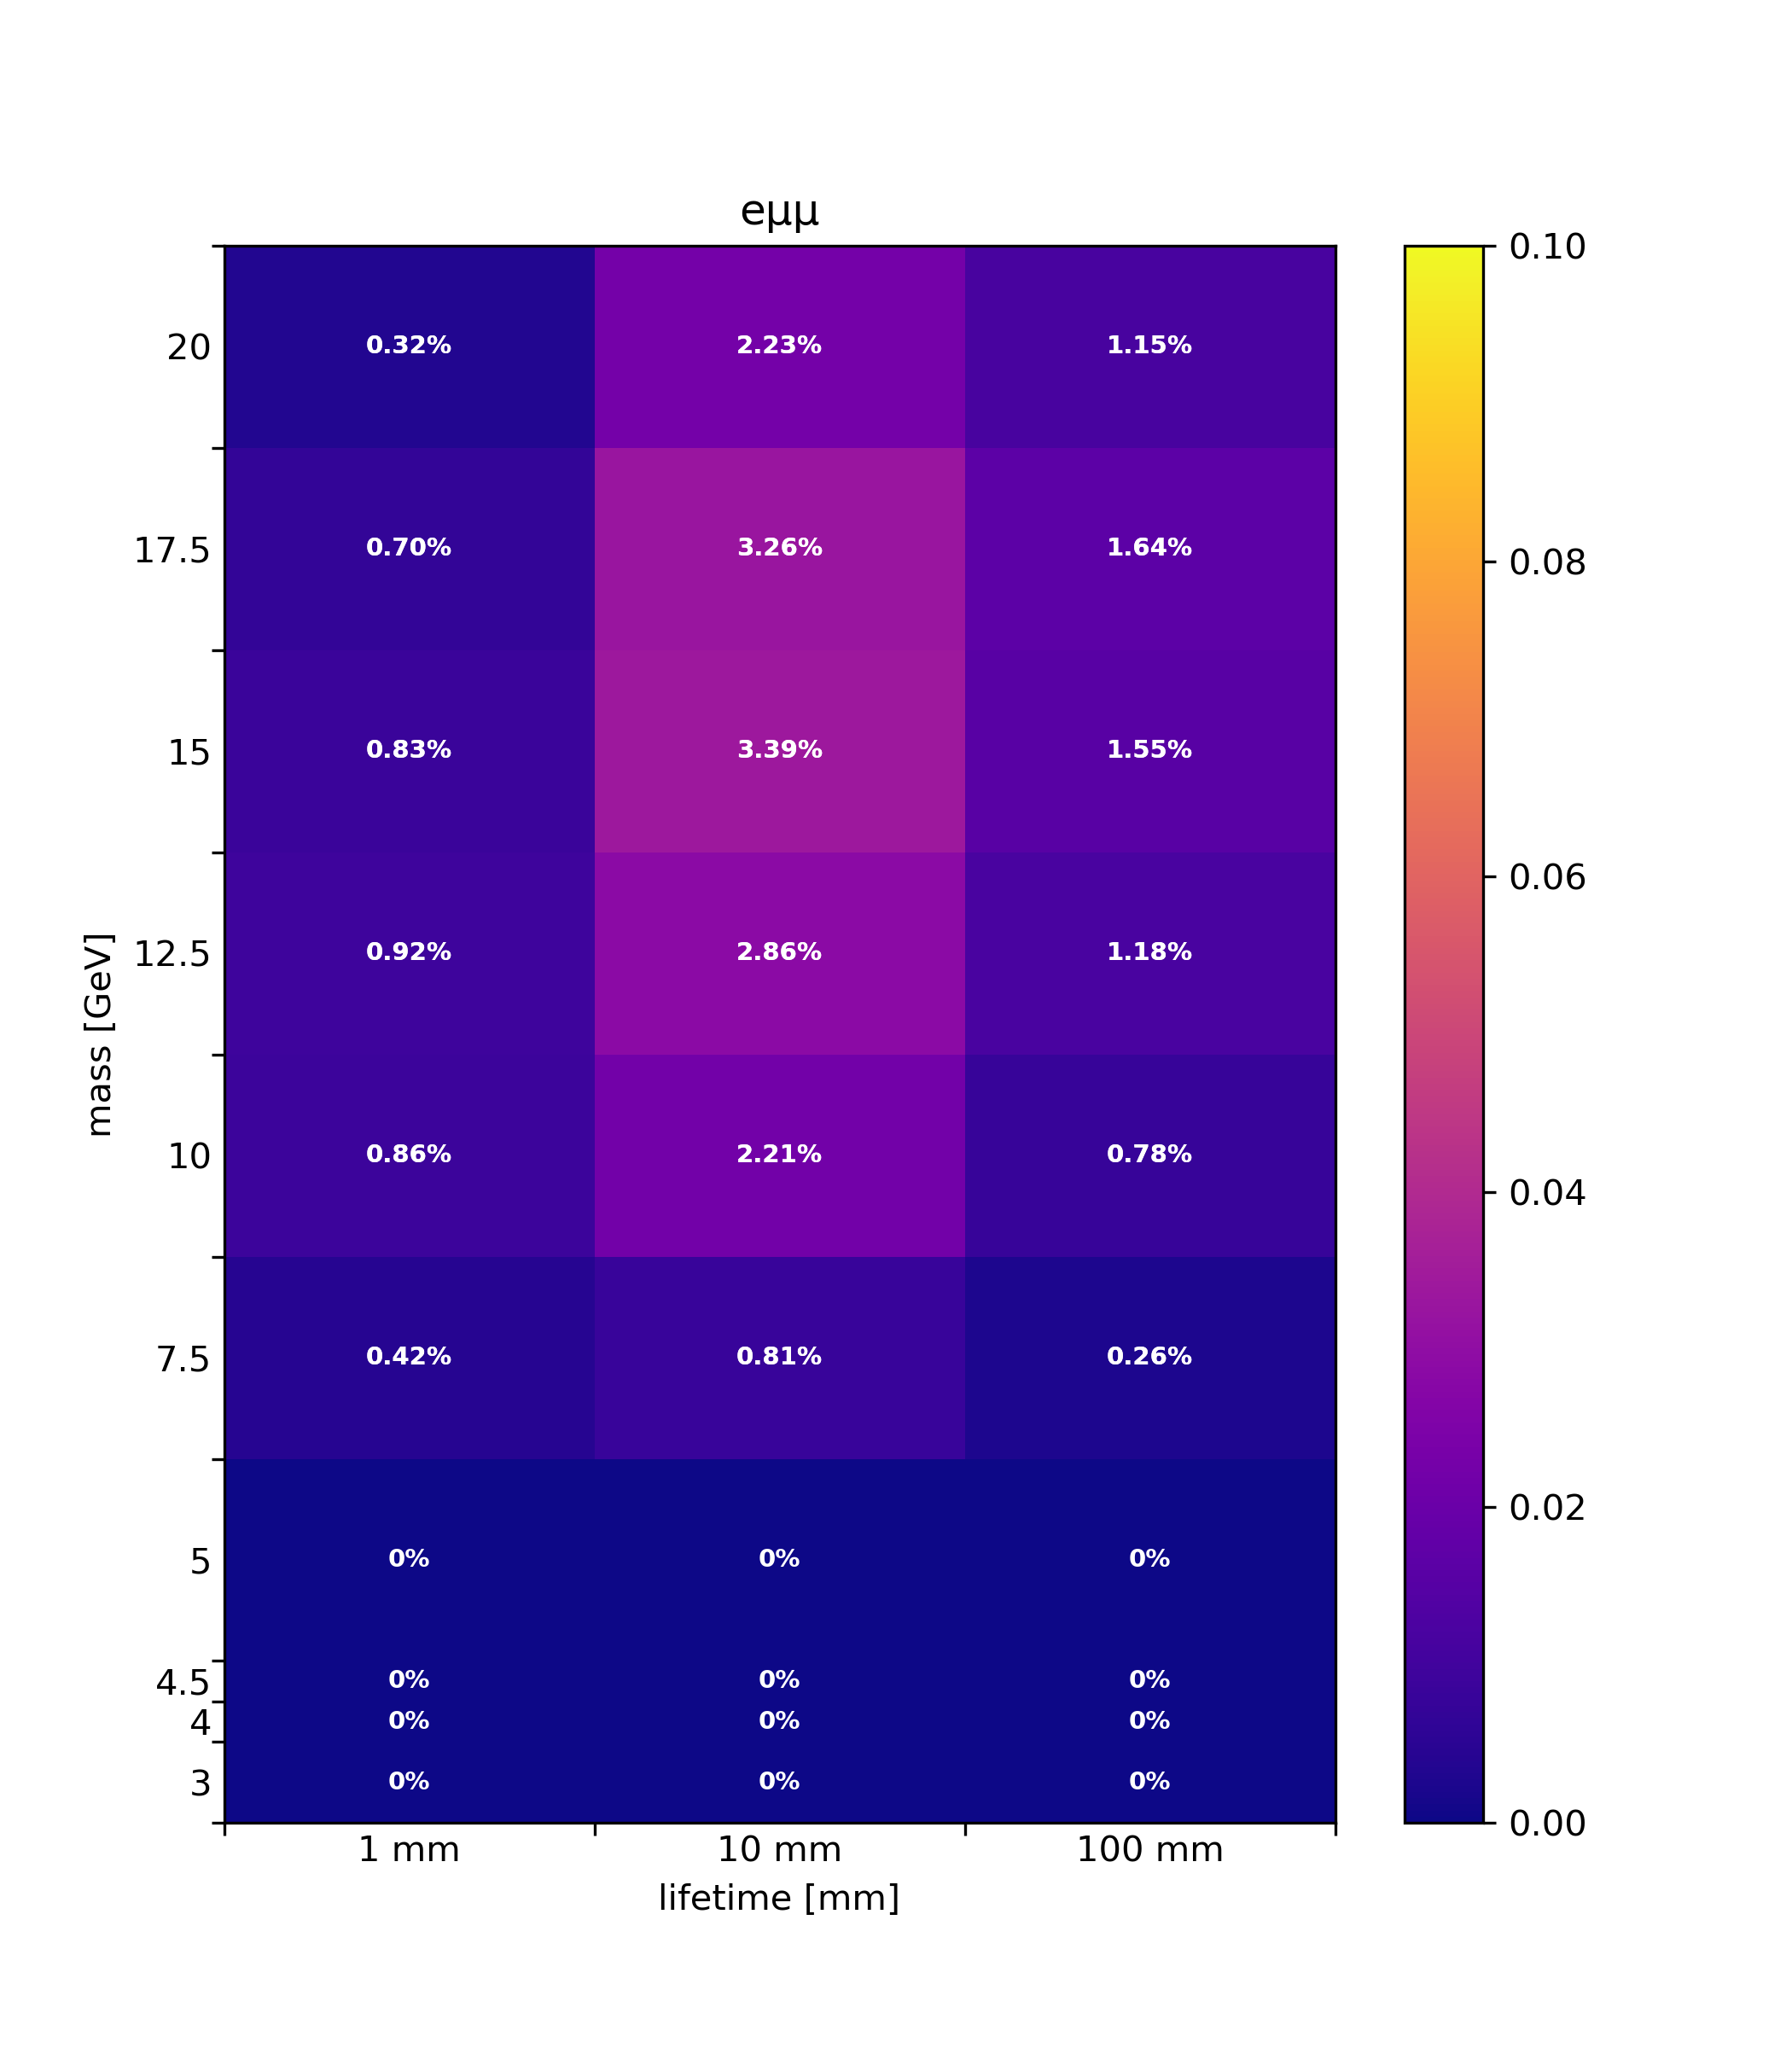 eμμ
0.10
20 0.32% 2.23% 1.15%
0.08
17.5 0.70% 3.26% 1.64%
15 0.83% 3.39% 1.55%
0.06
12.5 0.92% 2.86% 1.18%
mass [GeV]
10 0.86% 2.21% 0.78%
0.04
7.5 0.42% 0.81% 0.26%
0.02
5 0% 0% 0%
4.5 0% 0% 0%
4 0% 0% 0%
3 0% 0% 0%
0.00
1 mm 10 mm 100 mm
lifetime [mm]